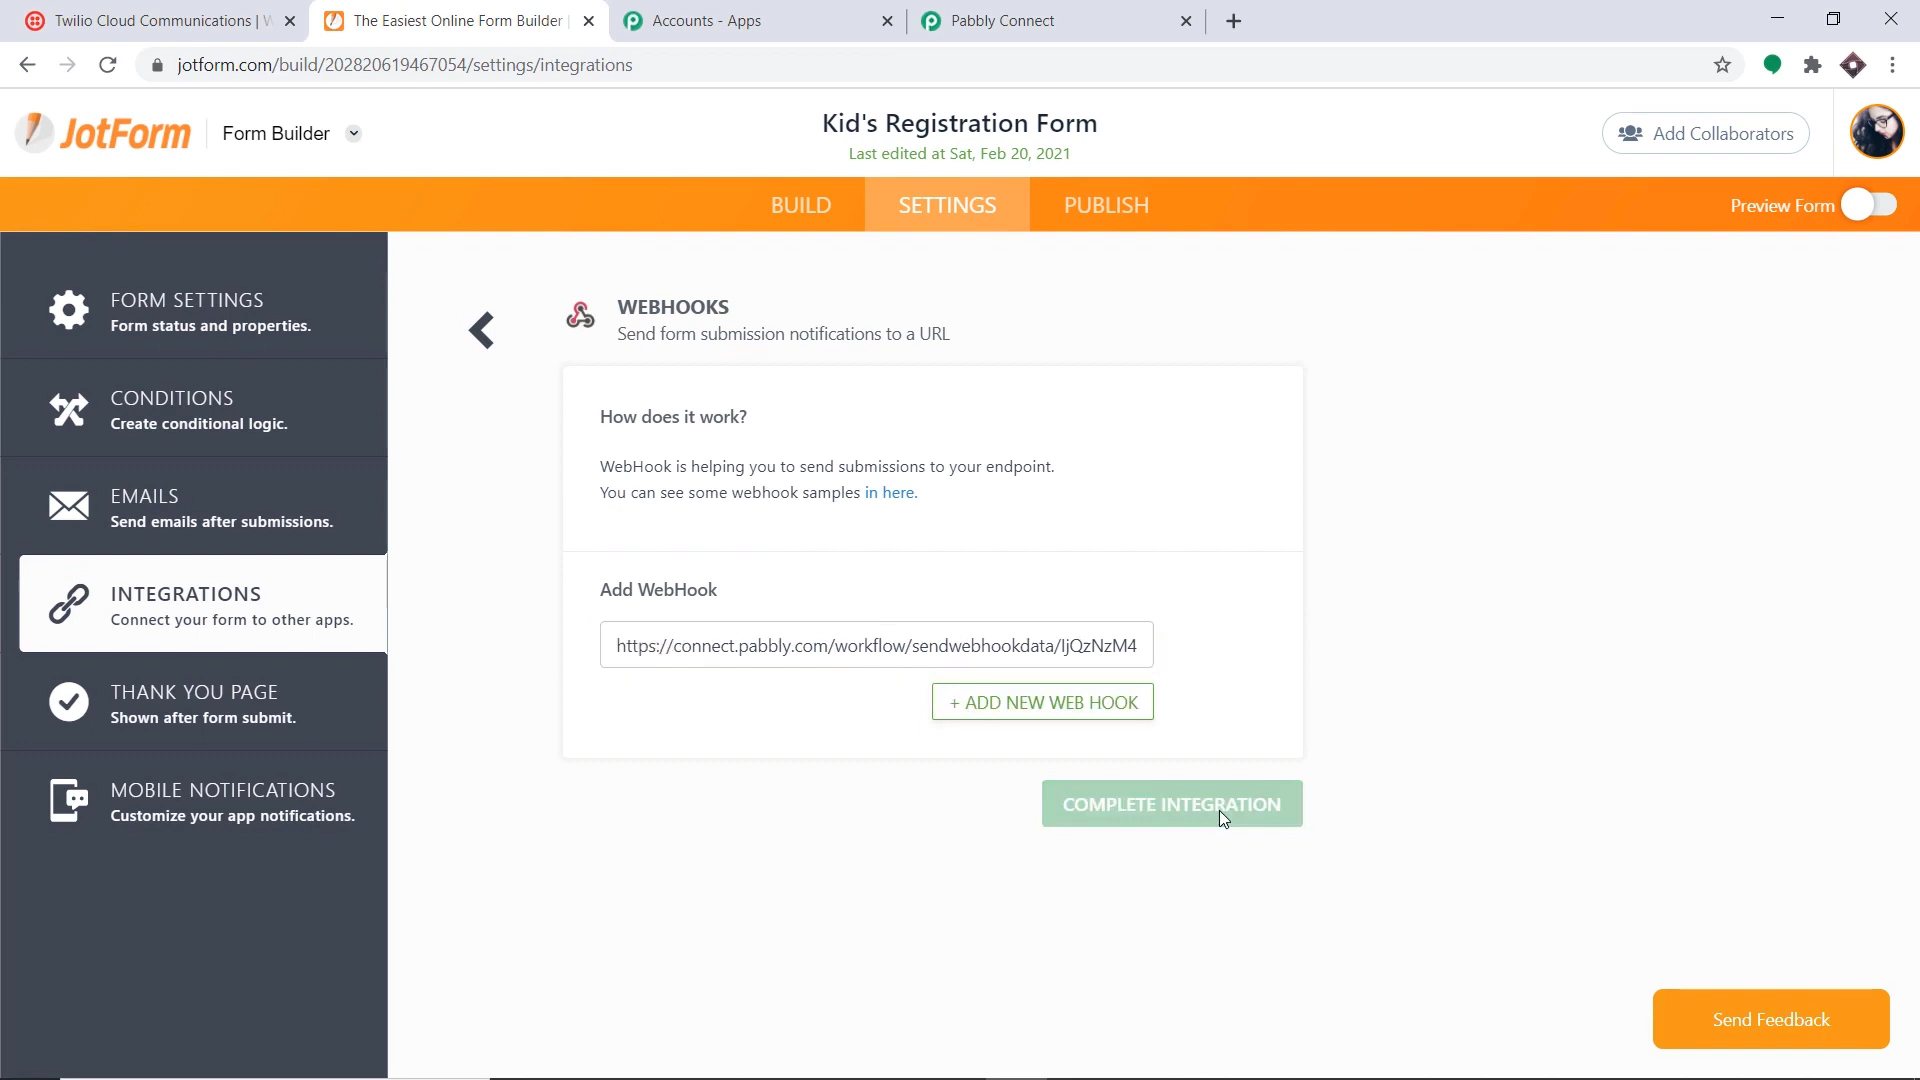 Twilio Cloud Communications | W
The Easiest Online Form Builder |
Accounts - Apps
Pabbly Connect
jotform.com/build/202820619467054/settings/integrations
JotForm
Form Builder
Kid's Registration Form
Last edited at Sat, Feb 20, 2021
Add Collaborators
BUILD
SETTINGS
PUBLISH
Preview Form
FORM SETTINGS
Form status and properties.
CONDITIONS
Create conditional logic.
EMAILS
Send emails after submissions.
INTEGRATIONS
Connect your form to other apps.
THANK YOU PAGE
Shown after form submit.
MOBILE NOTIFICATIONS
Customize your app notifications.
WEBHOOKS
Send form submission notifications to a URL
How does it work?
WebHook is helping you to send submissions to your endpoint.
You can see some webhook samples in here.
Add WebHook
https://connect.pabbly.com/workflow/sendwebhookdata/IjQzNzM4
+ ADD NEW WEB HOOK
COMPLETE INTEGRATION
Send Feedback